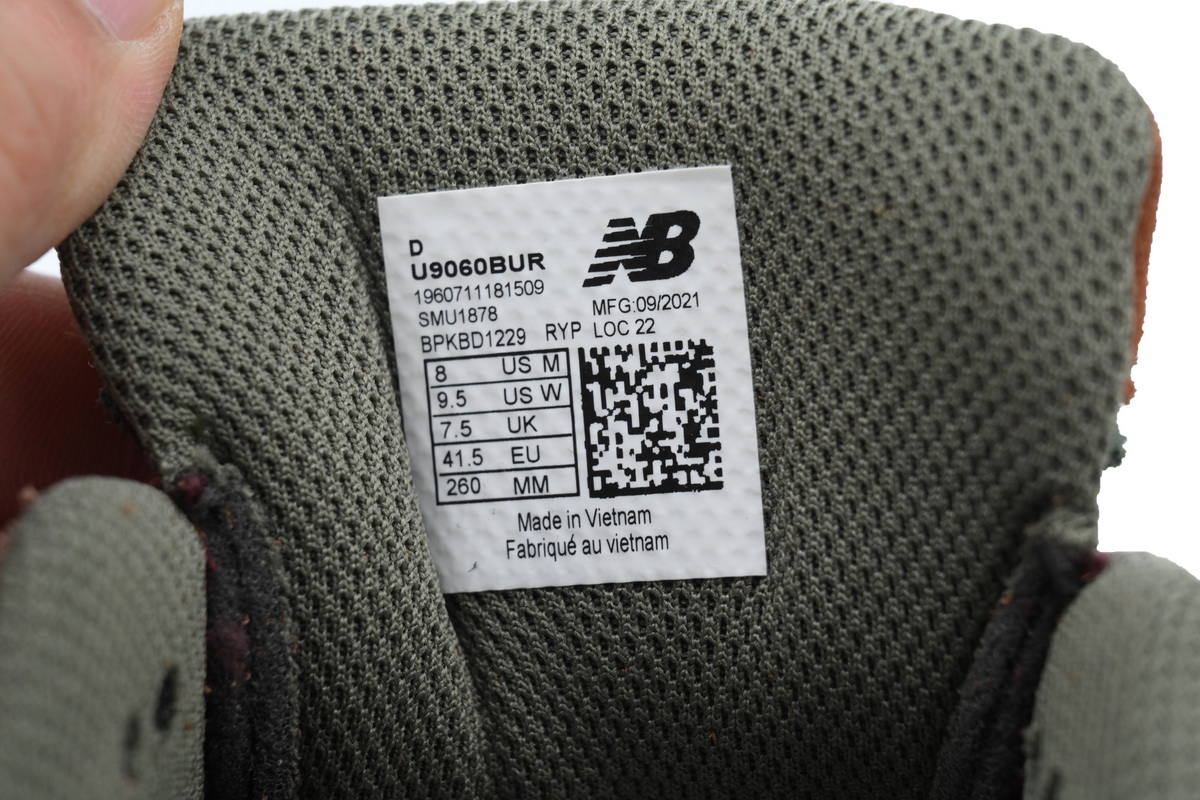 D
U9060BUR
NB
1960711181509
SMU1878
MFG:09/2021
BPKBD1229 RYP LOC 22
8 US M
9.5 US W
7.5 UK
41.5 EU
260 MM
Made in Vietnam
Fabriqué au vietnam